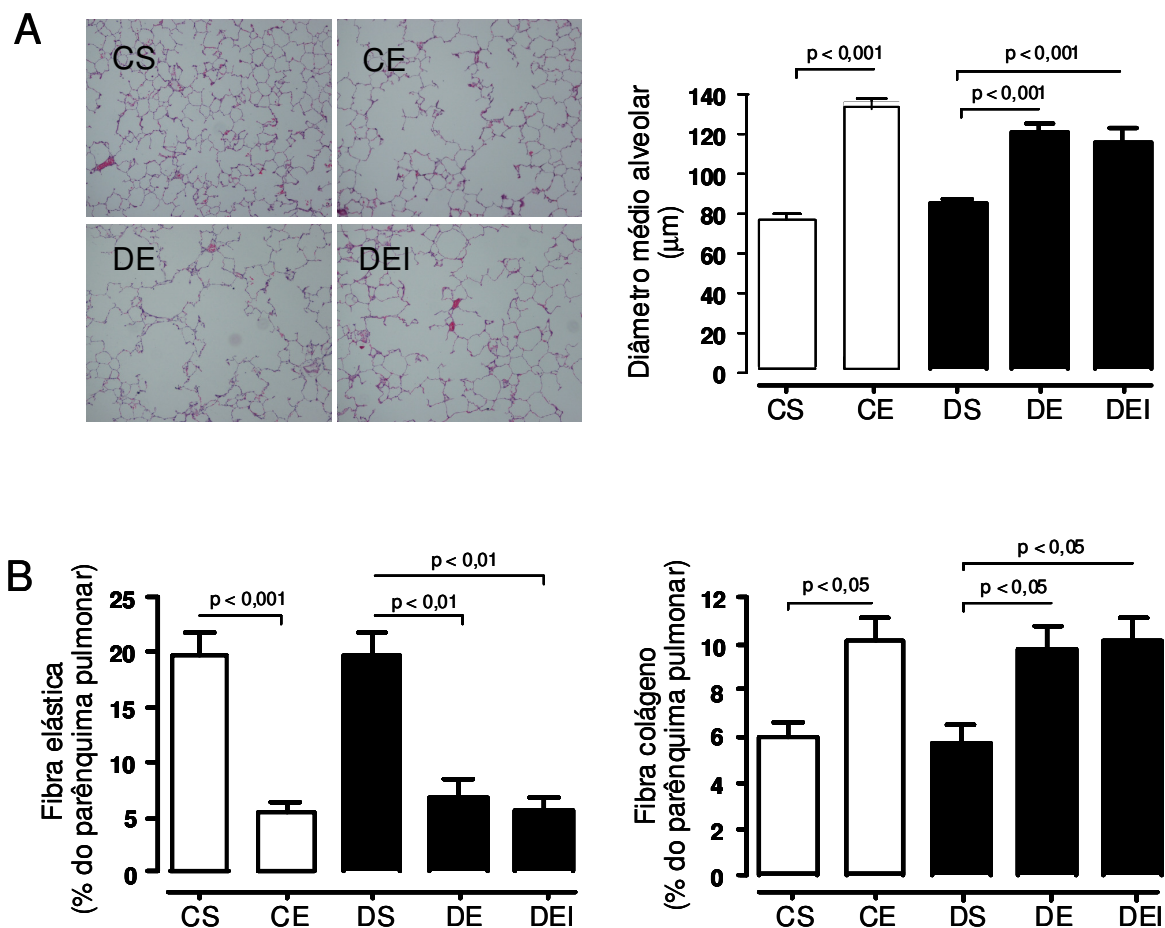 A
CS
CE
DE
DEI
Diâmetro médio alveolar
(µm)
p < 0,001
p < 0,001
p < 0,001
140
120
100
80
60
40
20
0
CS CE DS DE DEI
B
Fibra elástica
(% do parênquima pulmonar)
p < 0,01
p < 0,001
p < 0,01
25
20
15
10
5
0
CS CE DS DE DEI
Fibra colágeno
(% do parênquima pulmonar)
p < 0,05
p < 0,05
p < 0,05
12
10
8
6
4
2
0
CS CE DS DE DEI